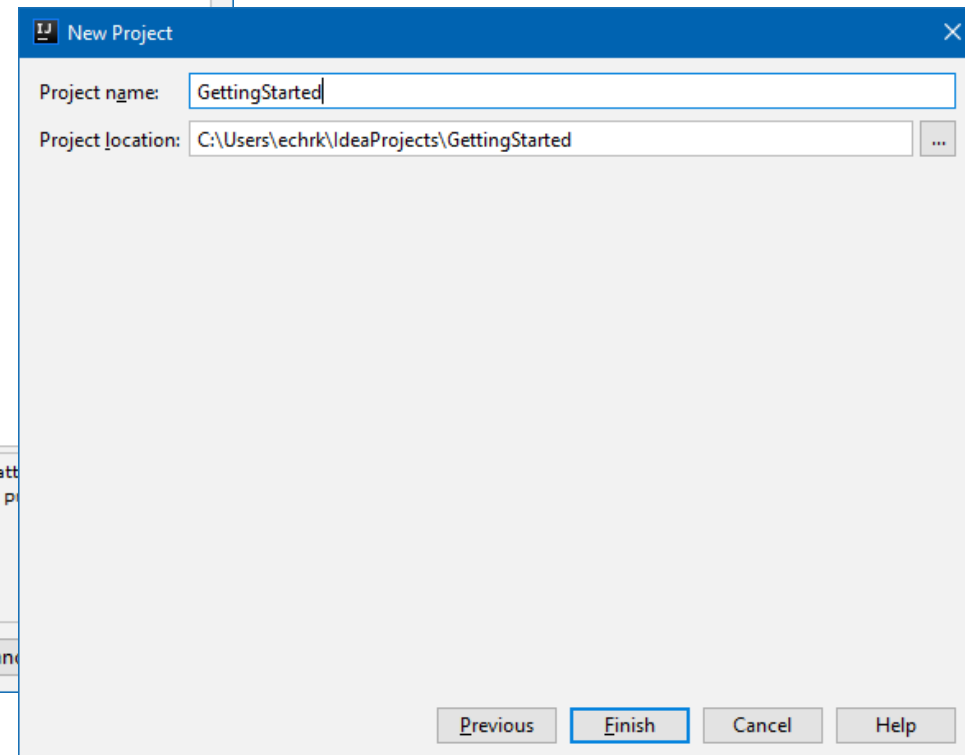 New Project
Project name: GettingStarted
Project location: C:\Users\echrk\IdeaProjects\GettingStarted ...
Previous Finish Cancel Help